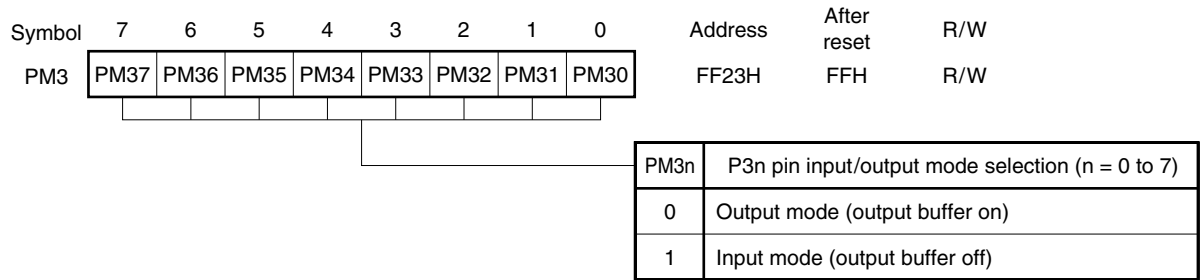 Symbol 7 6 5 4 3 2 1 0 Address After reset R/W
PM3 PM37 PM36 PM35 PM34 PM33 PM32 PM31 PM30 FF23H FFH R/W
PM3n P3n pin input/output mode selection (n = 0 to 7)
0 Output mode (output buffer on)
1 Input mode (output buffer off)